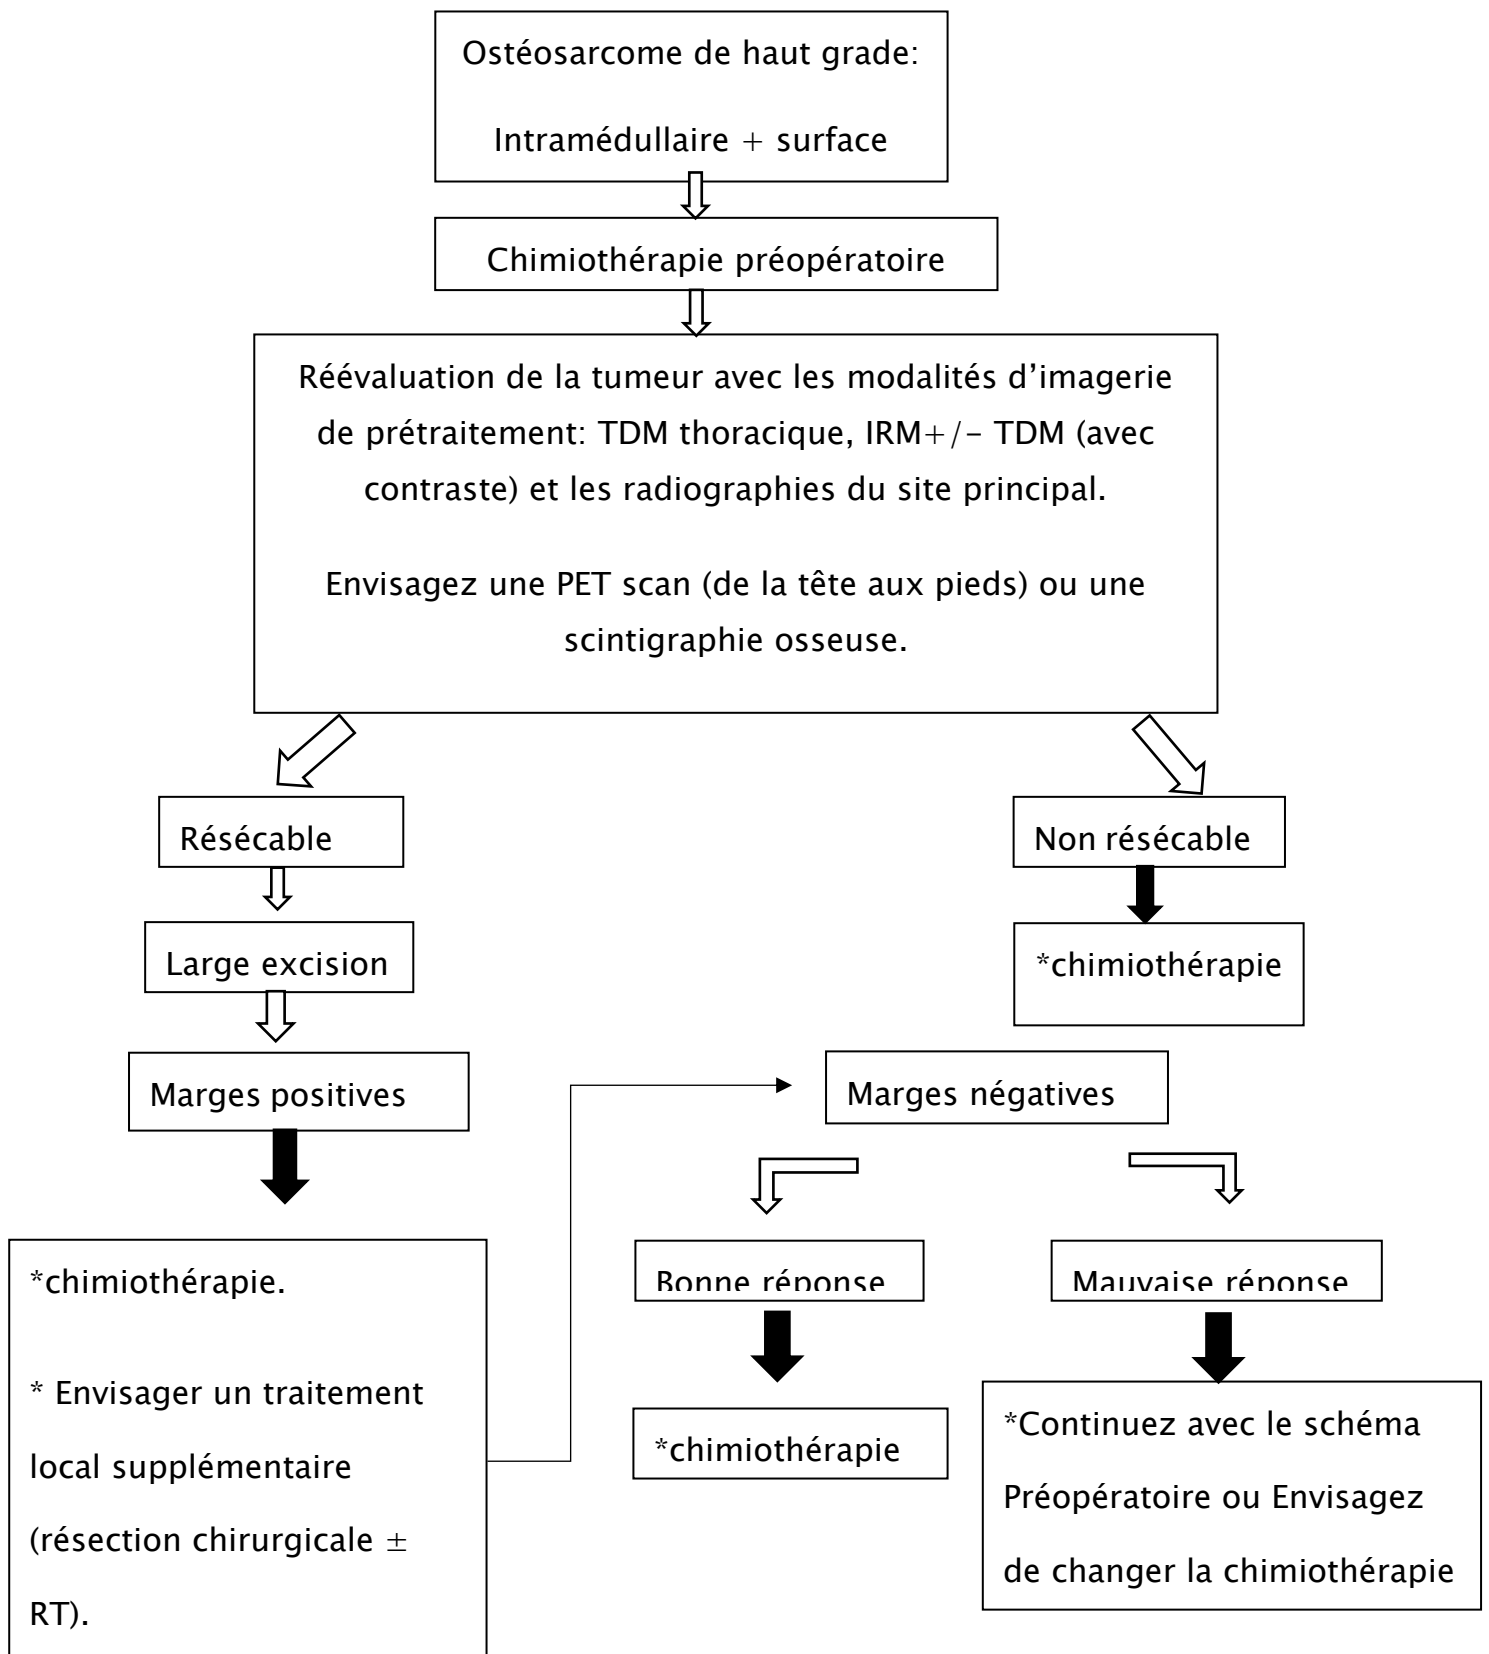 Ostéosarcome de haut grade:
Intramédullaire + surface
Chimiothérapie préopératoire
Réévaluation de la tumeur avec les modalités d’imagerie
de prétraitement: TDM thoracique, IRM+/- TDM (avec
contraste) et les radiographies du site principal.
Envisagez une PET scan (de la tête aux pieds) ou une
scintigraphie osseuse.
Résécable
Non résécable
Large excision
*chimiothérapie
Marges positives
Marges négatives
*chimiothérapie.
* Envisager un traitement
local supplémentaire
(résection chirurgicale ±
RT).
Bonne réponse
Mauvaise réponse
*chimiothérapie
*Continuez avec le schéma
Préopératoire ou Envisagez
de changer la chimiothérapie